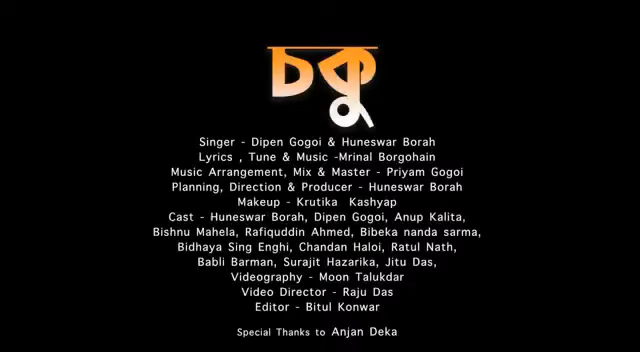 চকু
Singer - Dipen Gogoi & Huneswar Borah
Lyrics , Tune & Music -Mrinal Borgohain
Music Arrangement, Mix & Master - Priyam Gogoi
Planning, Direction & Producer - Huneswar Borah
Makeup - Krutika Kashyap
Cast - Huneswar Borah, Dipen Gogoi, Anup Kalita,
Bishnu Mahela, Rafiquddin Ahmed, Bibeka nanda sarma,
Bidhaya Sing Enghi, Chandan Haloi, Ratul Nath,
Babli Barman, Surajit Hazarika, Jitu Das,
Videography - Moon Talukdar
Video Director - Raju Das
Editor - Bitul Konwar
Special Thanks to Anjan Deka